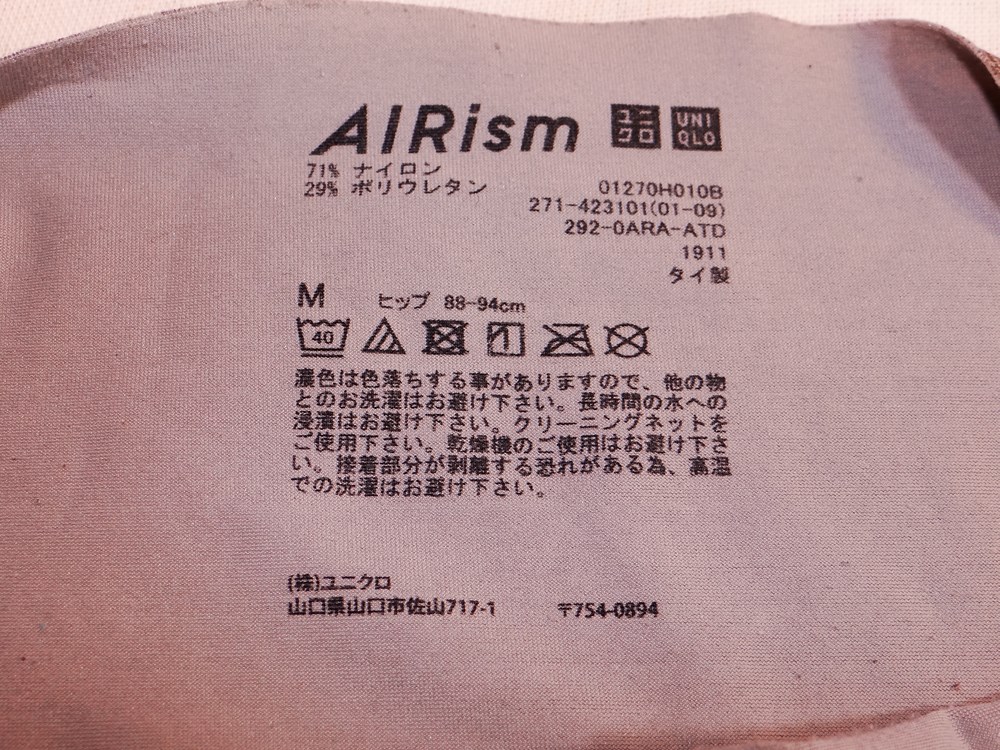 AIRism ユニクロ UNIQLO
71% ナイロン
29% ポリウレタン
01270H010B
271-423101(01-09)
292-0ARA-ATD
1911
タイ製
M ヒップ 88-94cm
40
濃色は色落ちする事がありますので、他の物
とのお洗濯はお避け下さい。長時間の水への
浸漬はお避け下さい。クリーニングネットを
ご使用下さい。乾燥機のご使用はお避け下さ
い。接着部分が剥離する恐れがある為、高温
での洗濯はお避け下さい。
(株)ユニクロ
山口県山口市佐山717-1 〒754-0894